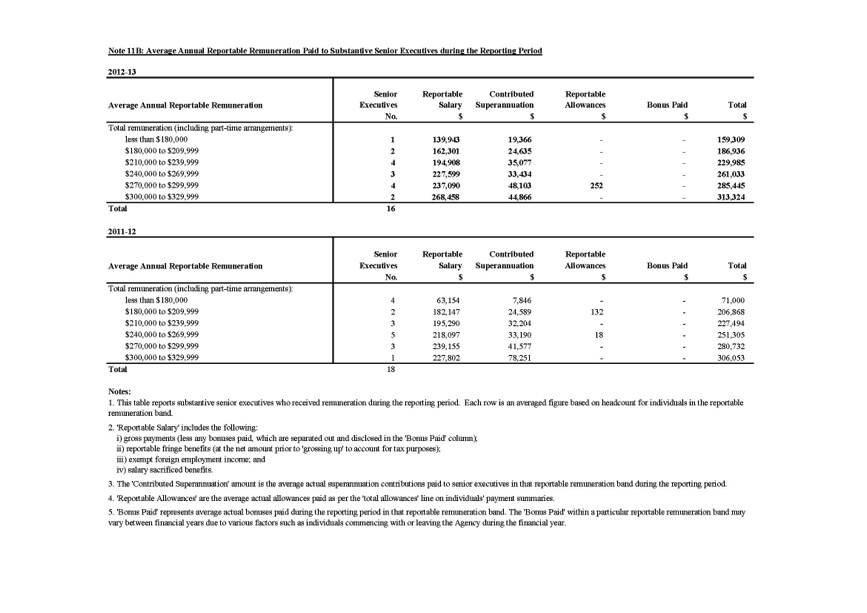 Note 11B: Average Annual Reportable Remuneration Paid to Substantive Senior Executives during the Reporting Period
2012-13
Senior Reportable Contributed Reportable
Average Annual Reportable Remuneration Executives Salary Superannuation Allowances Bonus Paid Total
No. $ $ $ $ $
Total remuneration (including part-time arrangements):
less than $180,000 1 139,943 19,366 - - 159,309
$180,000 to $209,999 2 162,301 24,635 - - 186,936
$210,000 to $239,999 4 194,908 35,077 - - 229,985
$240,000 to $269,999 3 227,599 33,434 - - 261,033
$270,000 to $299,999 4 237,090 48,103 252 - 285,445
$300,000 to $329,999 2 268,458 44,866 - - 313,324
Total 16
2011-12
Senior Reportable Contributed Reportable
Average Annual Reportable Remuneration Executives Salary Superannuation Allowances Bonus Paid Total
No. $ $ $ $ $
Total remuneration (including part-time arrangements):
less than $180,000 4 63,154 7,846 - - 71,000
$180,000 to $209,999 2 182,147 24,589 132 - 206,868
$210,000 to $239,999 3 195,290 32,204 - - 227,494
$240,000 to $269,999 5 218,097 33,190 18 - 251,305
$270,000 to $299,999 3 239,155 41,577 - - 280,732
$300,000 to $329,999 1 227,802 78,251 - - 306,053
Total 18
Notes:
1. This table reports substantive senior executives who received remuneration during the reporting period. Each row is an averaged figure based on headcount for individuals in the reportable
remuneration band.
2. 'Reportable Salary' includes the following:
i) gross payments (less any bonuses paid, which are separated out and disclosed in the 'Bonus Paid' column);
ii) reportable fringe benefits (at the net amount prior to 'grossing up' to account for tax purposes);
iii) exempt foreign employment income; and
iv) salary sacrificed benefits.
3. The 'Contributed Superannuation' amount is the average actual superannuation contributions paid to senior executives in that reportable remuneration band during the reporting period.
4. 'Reportable Allowances' are the average actual allowances paid as per the 'total allowances' line on individuals' payment summaries.
5. 'Bonus Paid' represents average actual bonuses paid during the reporting period in that reportable remuneration band. The 'Bonus Paid' within a particular reportable remuneration band may
vary between financial years due to various factors such as individuals commencing with or leaving the Agency during the financial year.